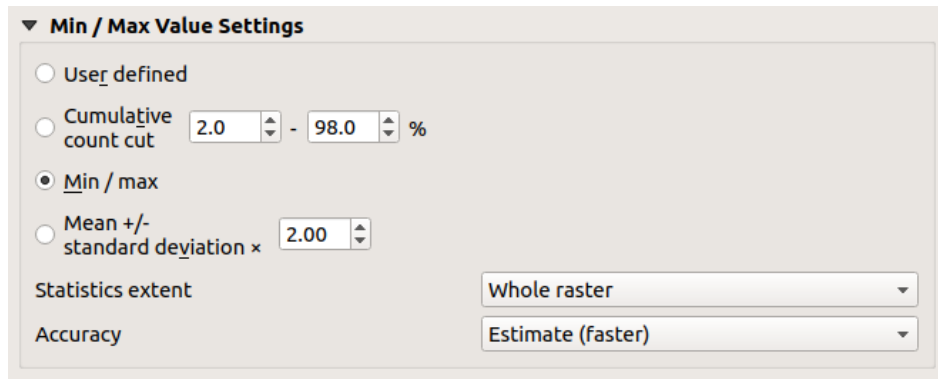 Min / Max Value Settings
User defined
Cumulative
count cut 2.0 - 98.0 %
Min / max
Mean +/-
standard deviation × 2.00
Statistics extent Whole raster
Accuracy Estimate (faster)